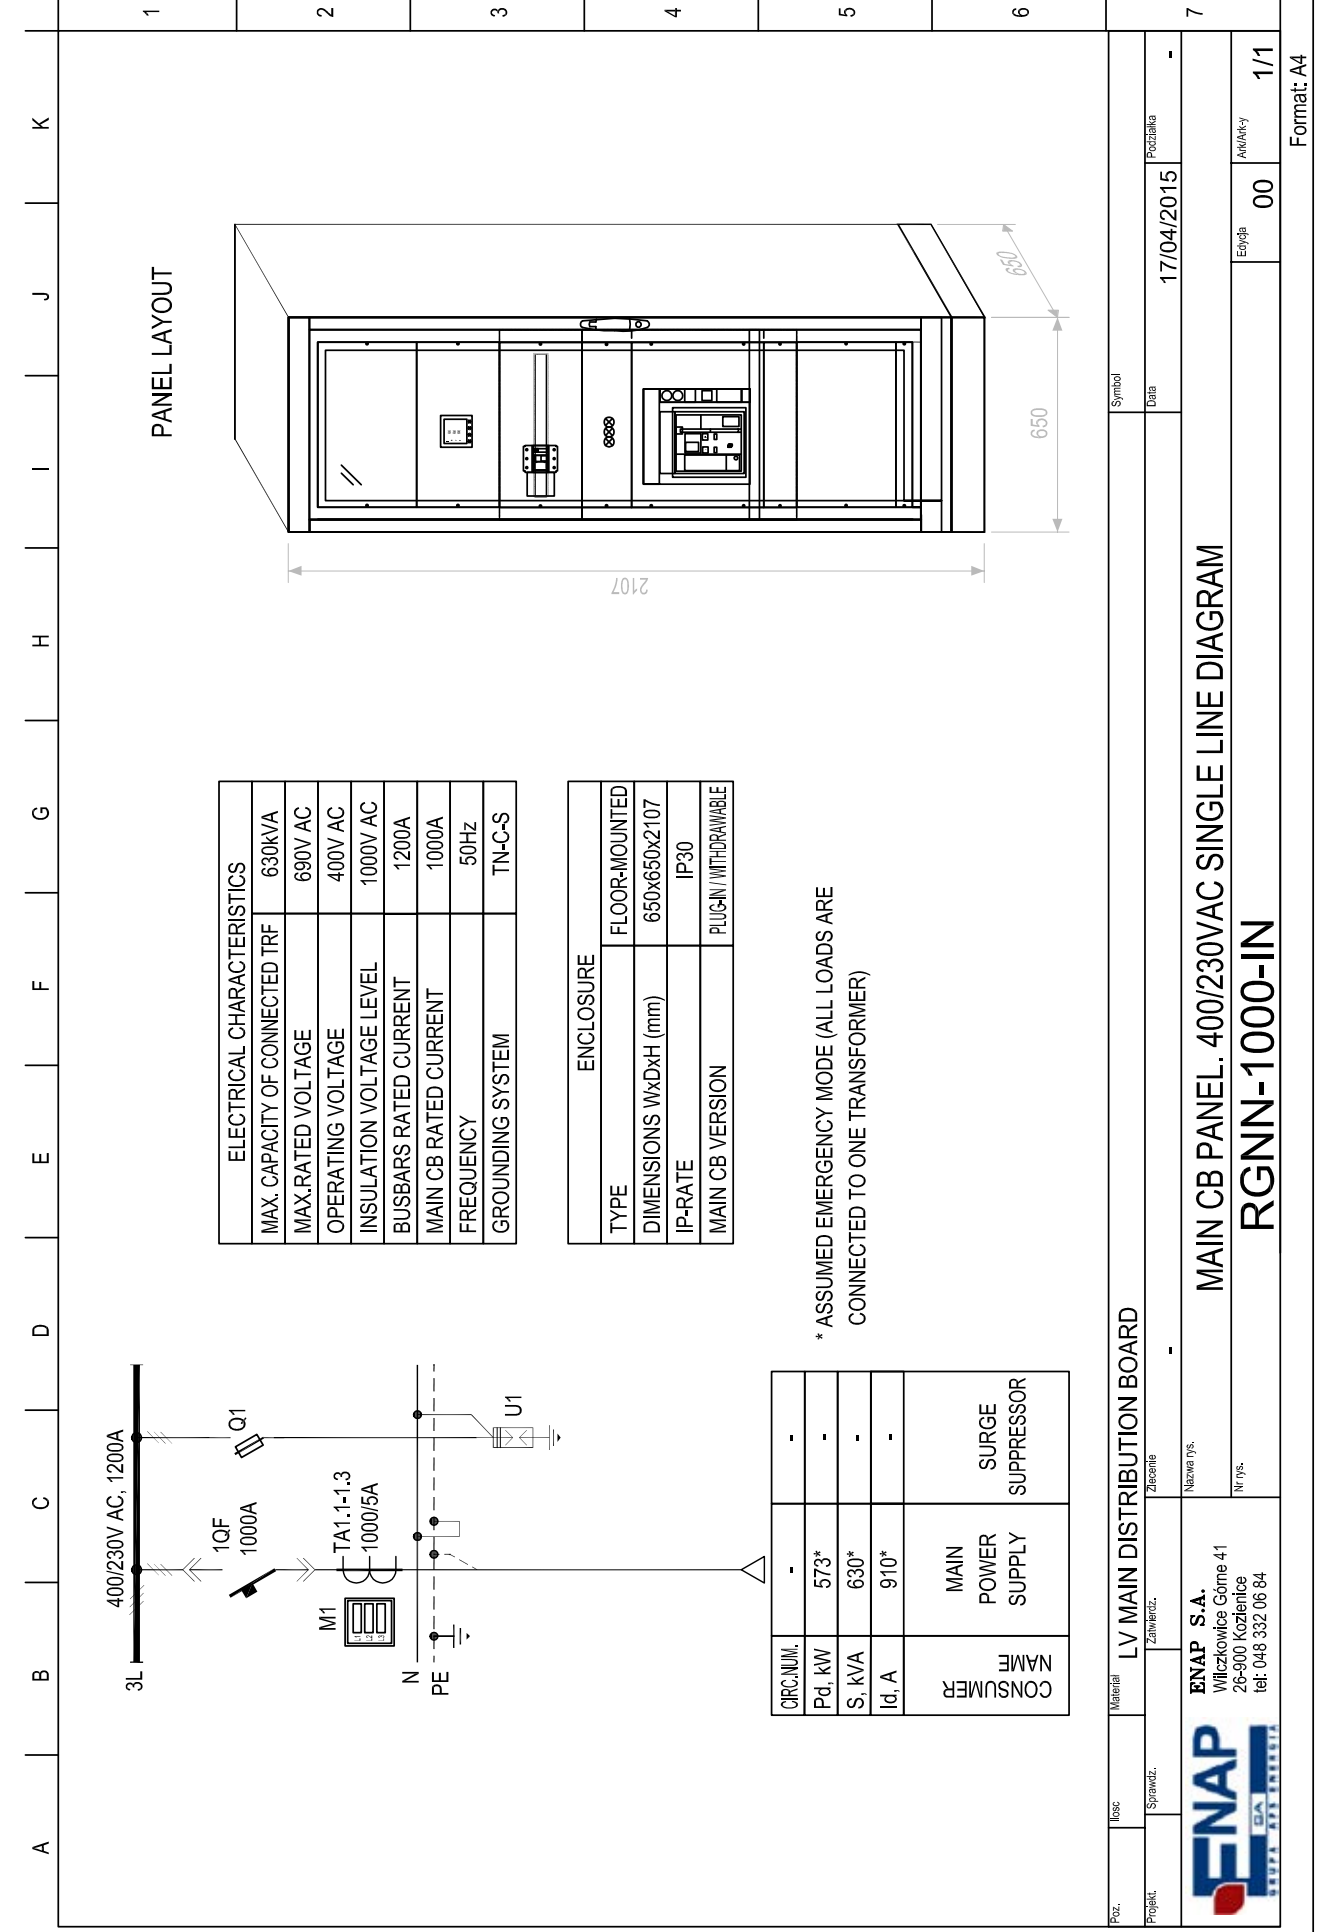 A
B
C
D
E
F
G
H
J
I
K
1
2
3
4
5
6
7
400/230V AC, 1200A
3L
1QF
1000A
Q1
TA1.1-1.3
1000/5A
M1
L1
L2
L3
N
PE
U1
CIRC.NUM. - -
Pd, kW 573* -
S, kVA 630* -
Id, A 910* -
CONSUMER
NAME
MAIN
POWER
SUPPLY
SURGE
SUPPRESSOR
ELECTRICAL CHARACTERISTICS
MAX. CAPACITY OF CONNECTED TRF 630kVA
MAX.RATED VOLTAGE 690V AC
OPERATING VOLTAGE 400V AC
INSULATION VOLTAGE LEVEL 1000V AC
BUSBARS RATED CURRENT 1200A
MAIN CB RATED CURRENT 1000A
FREQUENCY 50Hz
GROUNDING SYSTEM TN-C-S
ENCLOSURE
TYPE FLOOR-MOUNTED
DIMENSIONS WxDxH (mm) 650x650x2107
IP-RATE IP30
MAIN CB VERSION PLUG-IN / WITHDRAWABLE
* ASSUMED EMERGENCY MODE (ALL LOADS ARE
CONNECTED TO ONE TRANSFORMER)
PANEL LAYOUT
2107
650
650
Poz.
Ilosc
Materiał
LV MAIN DISTRIBUTION BOARD
Symbol
Projekt.
Sprawdz.
Zatwierdz.
Zlecenie
-
Data
17/04/2015
Podziałka
-
ENAP
SA
GRUPA APS ENERGIA
ENAP S.A.
Wilczkowice Górne 41
26-900 Kozienice
tel: 048 332 06 84
Nazwa rys.
MAIN CB PANEL. 400/230VAC SINGLE LINE DIAGRAM
Nr rys.
RGNN-1000-IN
Edycja
00
Ark/Ark-y
1/1
Format: A4